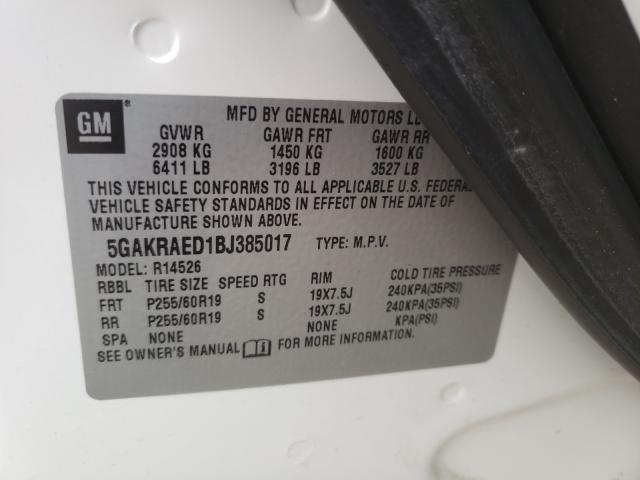 GM
MFD BY GENERAL MOTORS LL
GVWR GAWR FRT GAWR RR
2908 KG 1450 KG 1600 KG
6411 LB 3196 LB 3527 LB
THIS VEHICLE CONFORMS TO ALL APPLICABLE U.S. FEDERA
VEHICLE SAFETY STANDARDS IN EFFECT ON THE DATE OF
MANUFACTURE SHOWN ABOVE.
5GAKRAED1BJ385017 TYPE: M.P.V.
MODEL: R14526
RBBL TIRE SIZE SPEED RTG RIM COLD TIRE PRESSURE
FRT P255/60R19 S 19X7.5J 240KPA(35PSI)
RR P255/60R19 S 19X7.5J 240KPA(35PSI)
SPA NONE NONE KPA(PSI)
SEE OWNER'S MANUAL FOR MORE INFORMATION.